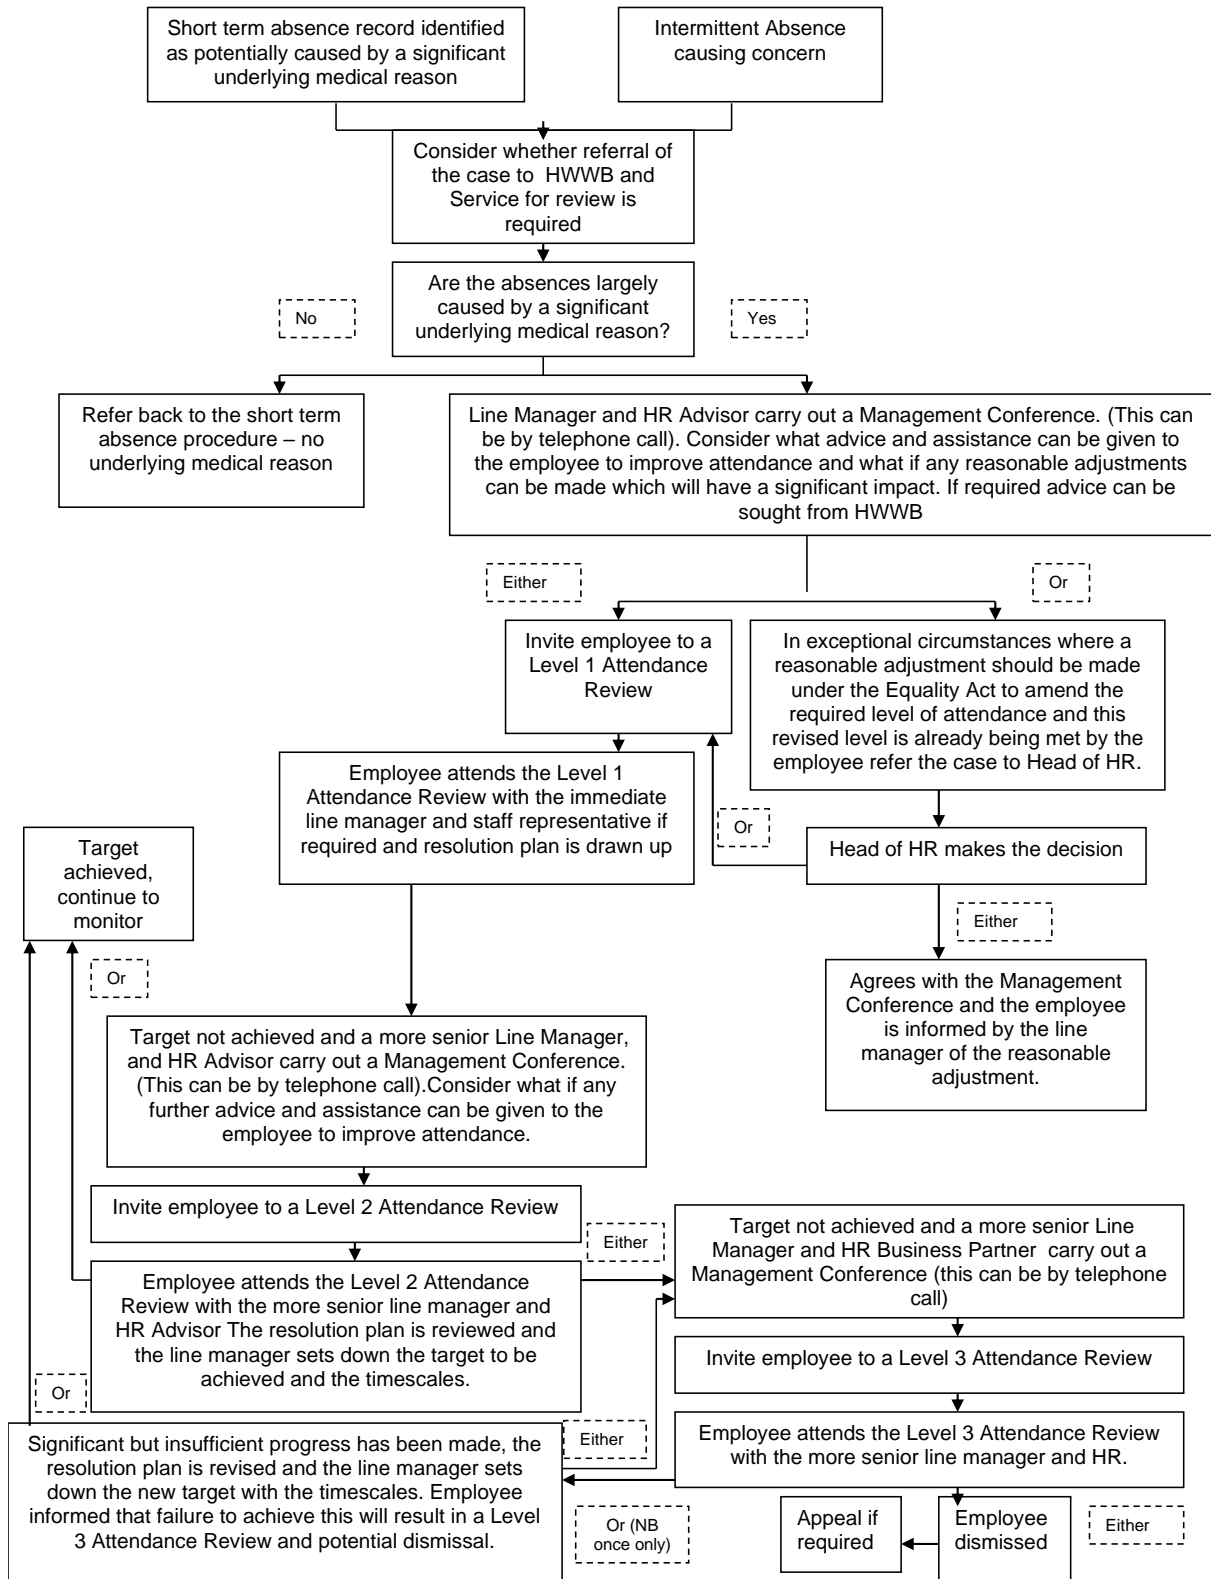 Short term absence record identified
as potentially caused by a significant
underlying medical reason
Intermittent Absence
causing concern
Consider whether referral of
the case to  HWWB and
Service for review is
required
Are the absences largely
caused by a significant
underlying medical reason?
No
Yes
Refer back to the short term
absence procedure – no
underlying medical reason
Line Manager and HR Advisor carry out a Management Conference. (This can
be by telephone call). Consider what advice and assistance can be given to
the employee to improve attendance and what if any reasonable adjustments
can be made which will have a significant impact. If required advice can be
sought from HWWB
Either
Or
Invite employee to a
Level 1 Attendance
Review
In exceptional circumstances where a
reasonable adjustment should be made
under the Equality Act to amend the
required level of attendance and this
revised level is already being met by the
employee refer the case to Head of HR.
Employee attends the Level 1
Attendance Review with the immediate
line manager and staff representative if
required and resolution plan is drawn up
Or
Head of HR makes the decision
Target
achieved,
continue to
monitor
Either
Or
Agrees with the Management
Conference and the employee
is informed by the line
manager of the reasonable
adjustment.
Target not achieved and a more senior Line Manager,
and HR Advisor carry out a Management Conference.
(This can be by telephone call).Consider what if any
further advice and assistance can be given to the
employee to improve attendance.
Invite employee to a Level 2 Attendance Review
Either
Target not achieved and a more senior Line
Manager and HR Business Partner  carry out a
Management Conference (this can be by telephone
call)
Employee attends the Level 2 Attendance
Review with the more senior line manager and
HR Advisor The resolution plan is reviewed and
the line manager sets down the target to be
achieved and the timescales.
Invite employee to a Level 3 Attendance Review
Or
Significant but insufficient progress has been made, the
resolution plan is revised and the line manager sets
down the new target with the timescales. Employee
informed that failure to achieve this will result in a Level
3 Attendance Review and potential dismissal.
Either
Employee attends the Level 3 Attendance Review
with the more senior line manager and HR.
Or (NB
once only)
Appeal if
required
Employee
dismissed
Either